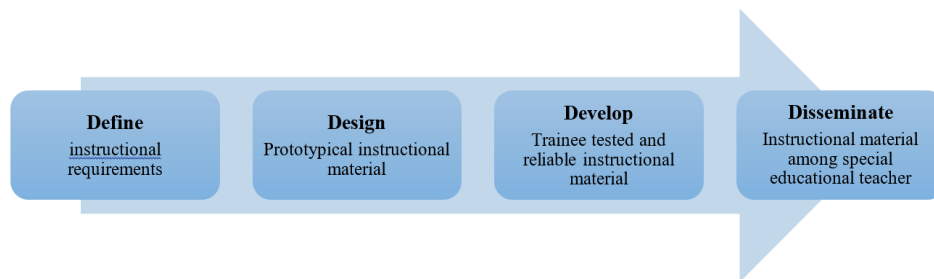 Define
instructional
requirements
Design
Prototypical instructional
material
Develop
Trainee tested and
reliable instructional
material
Disseminate
Instructional material
among special
educational teacher